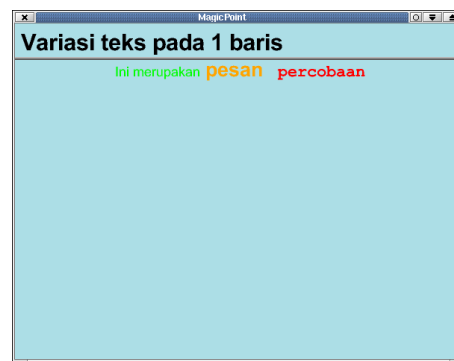 MagicPoint
Variasi teks pada 1 baris
Ini merupakan pesan percobaan